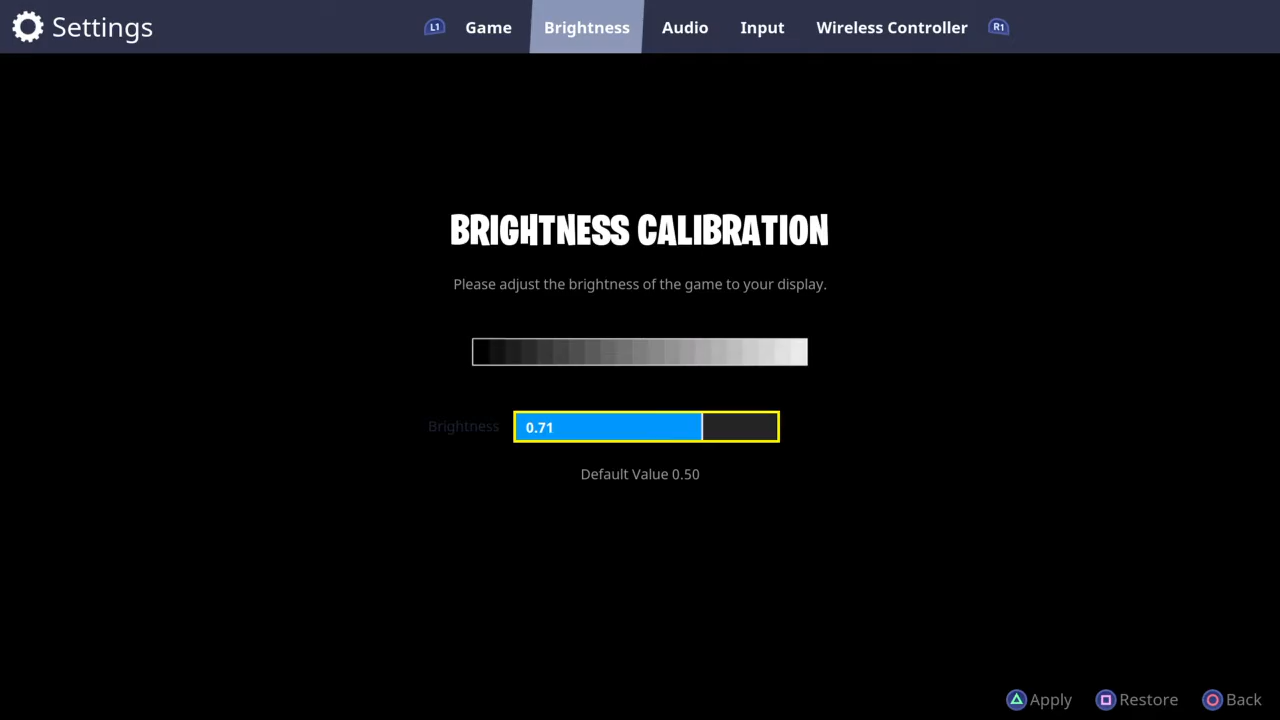 Settings
L1 Game Brightness Audio Input Wireless Controller R1
BRIGHTNESS CALIBRATION
Please adjust the brightness of the game to your display.
Brightness 0.71
Default Value 0.50
Apply Restore Back